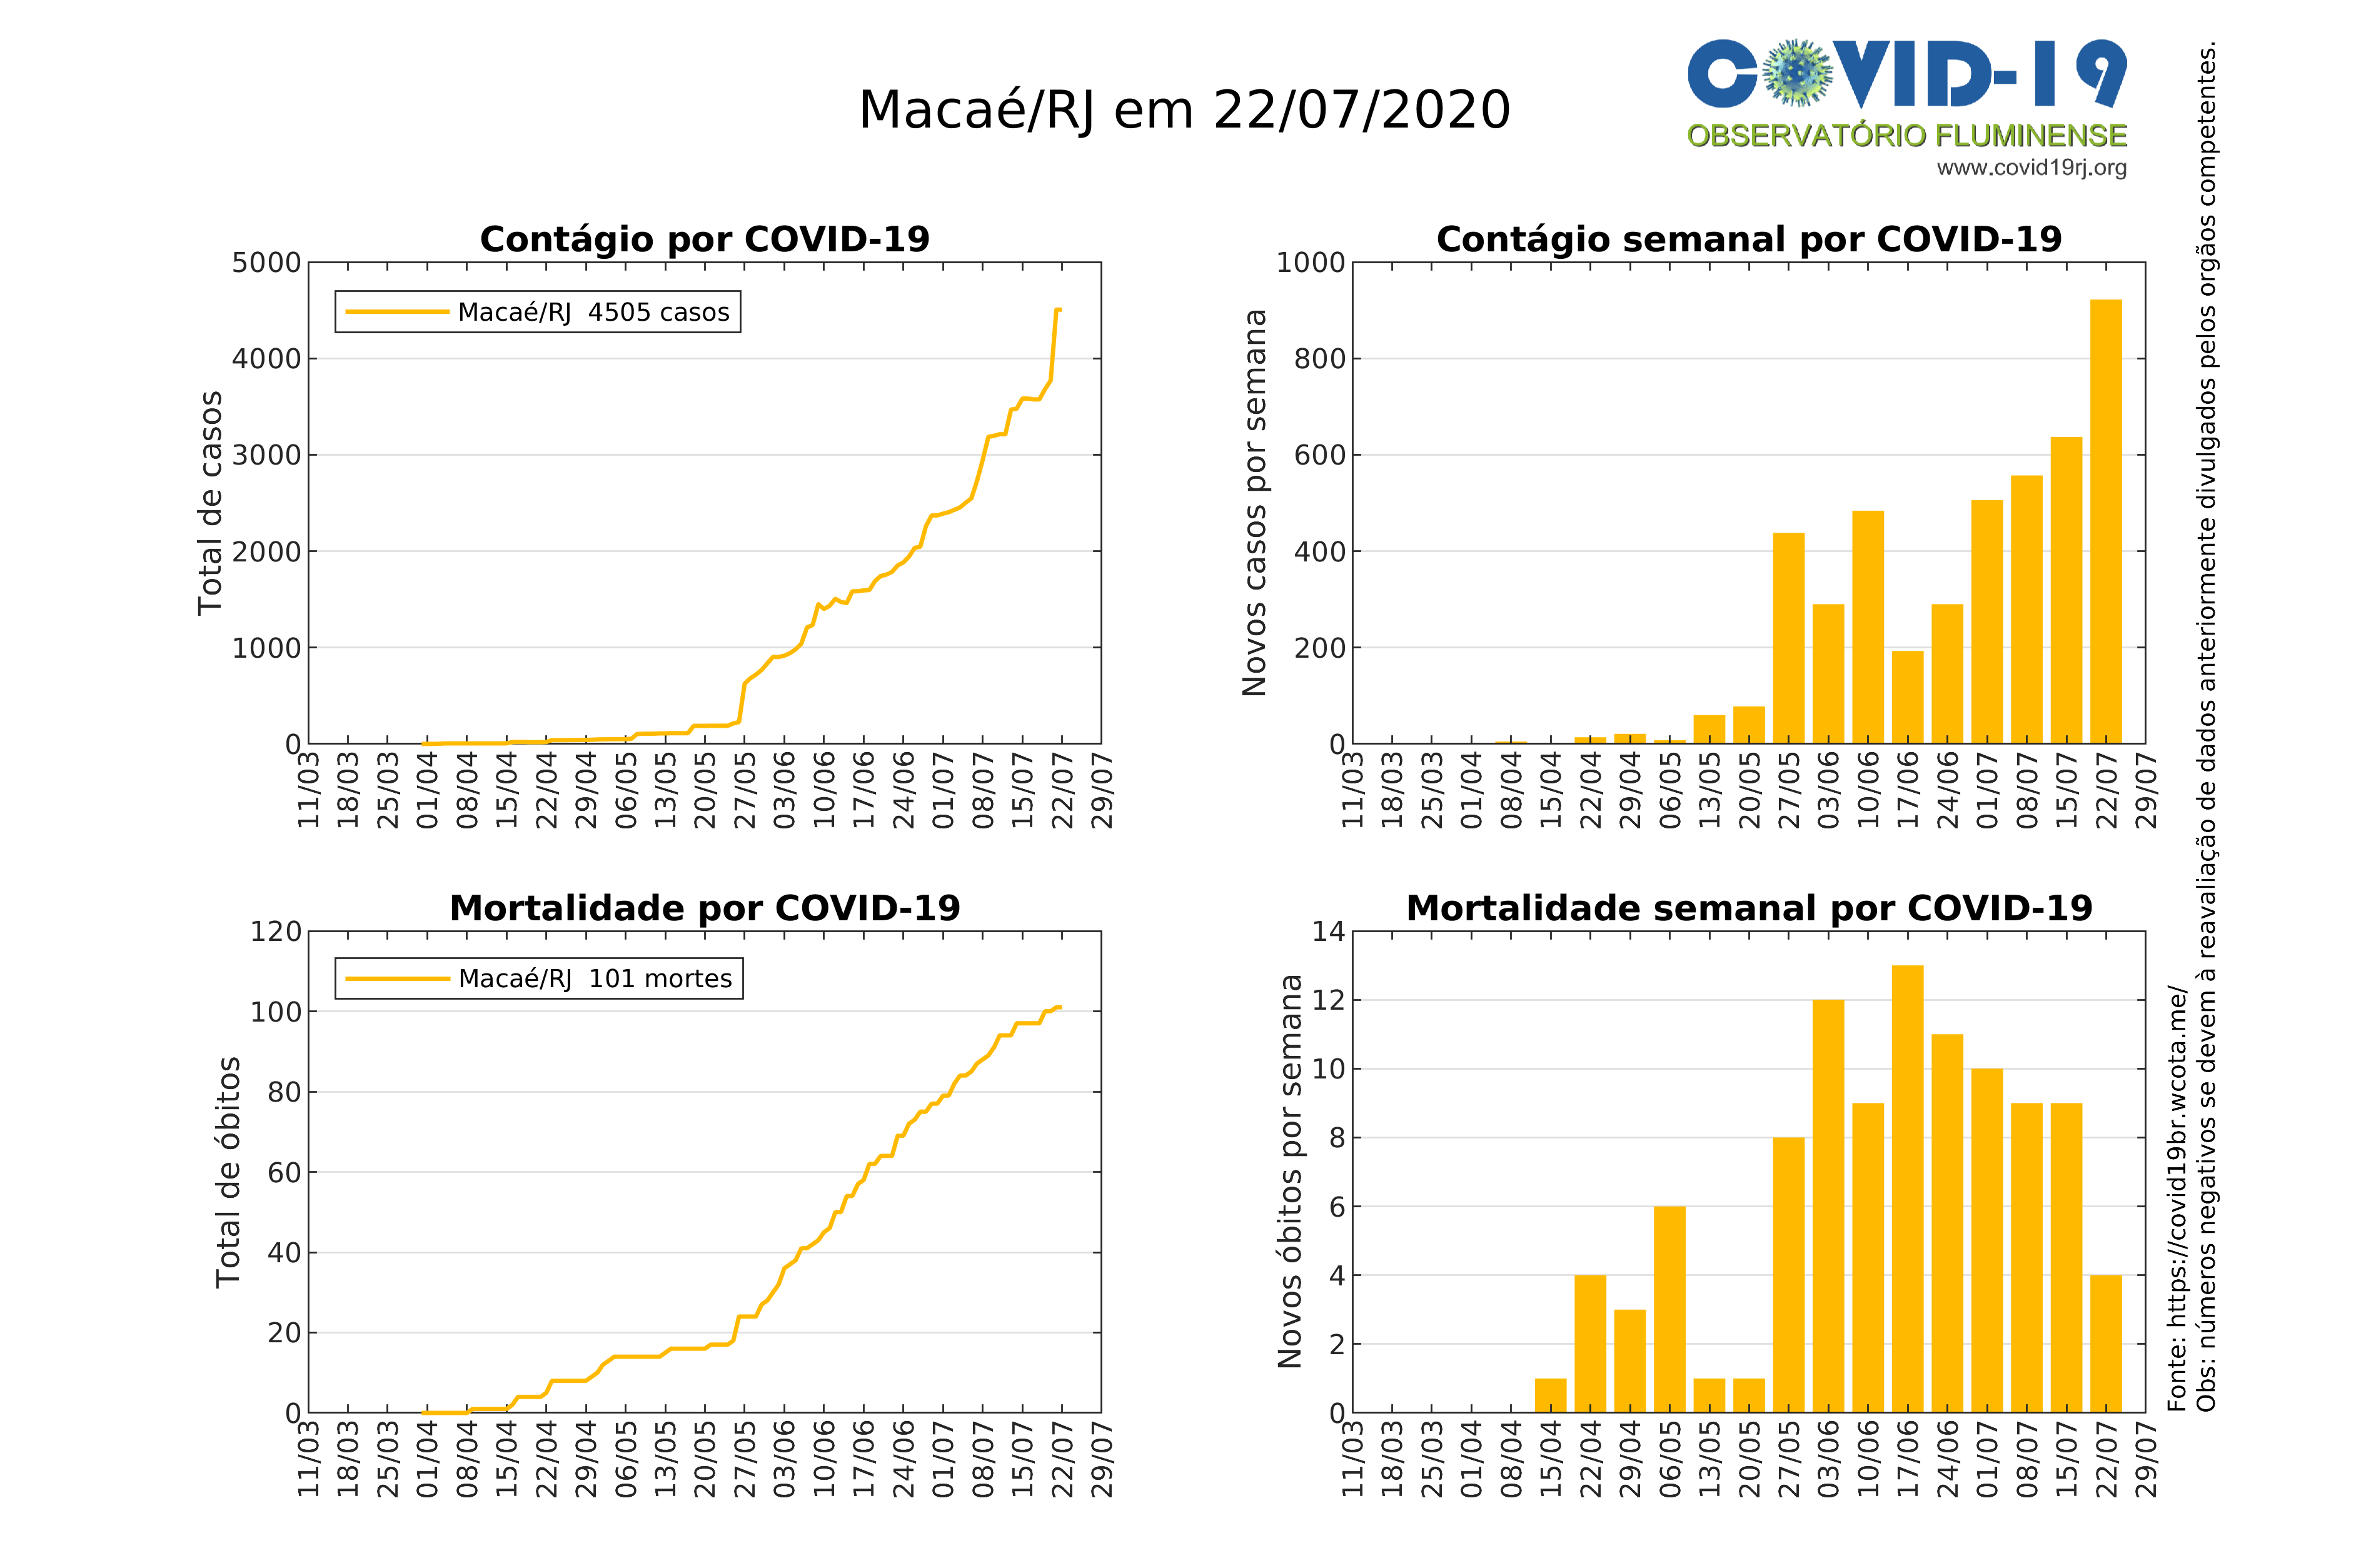 Macaé/RJ em 22/07/2020
COVID-19
OBSERVATÓRIO FLUMINENSE
www.covid19rj.org
Contágio por COVID-19
Total de casos
5000
4000
3000
2000
1000
0
Macaé/RJ  4505 casos
11/03 18/03 25/03 01/04 08/04 15/04 22/04 29/04 06/05 13/05 20/05 27/05 03/06 10/06 17/06 24/06 01/07 08/07 15/07 22/07 29/07
Contágio semanal por COVID-19
Novos casos por semana
1000
800
600
400
200
0
11/03 18/03 25/03 01/04 08/04 15/04 22/04 29/04 06/05 13/05 20/05 27/05 03/06 10/06 17/06 24/06 01/07 08/07 15/07 22/07 29/07
Mortalidade por COVID-19
Total de óbitos
120
100
80
60
40
20
0
Macaé/RJ  101 mortes
11/03 18/03 25/03 01/04 08/04 15/04 22/04 29/04 06/05 13/05 20/05 27/05 03/06 10/06 17/06 24/06 01/07 08/07 15/07 22/07 29/07
Mortalidade semanal por COVID-19
Novos óbitos por semana
14
12
10
8
6
4
2
0
11/03 18/03 25/03 01/04 08/04 15/04 22/04 29/04 06/05 13/05 20/05 27/05 03/06 10/06 17/06 24/06 01/07 08/07 15/07 22/07 29/07
Fonte: https://covid19br.wcota.me/
Obs: números negativos se devem à reavaliação de dados anteriormente divulgados pelos orgãos competentes.